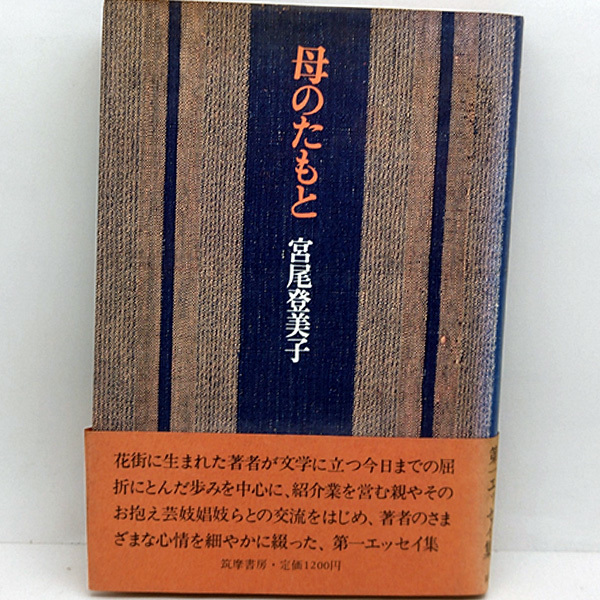 母のたもと
宮尾登美子
花街に生まれた著者が文学に立つ今日までの屈
折にとんだ歩みを中心に、紹介業を営む親やその
お抱え芸妓娼妓らとの交流をはじめ、著者のさま
ざまな心情を細やかに綴った、第一エッセイ集
筑摩書房・定価1200円